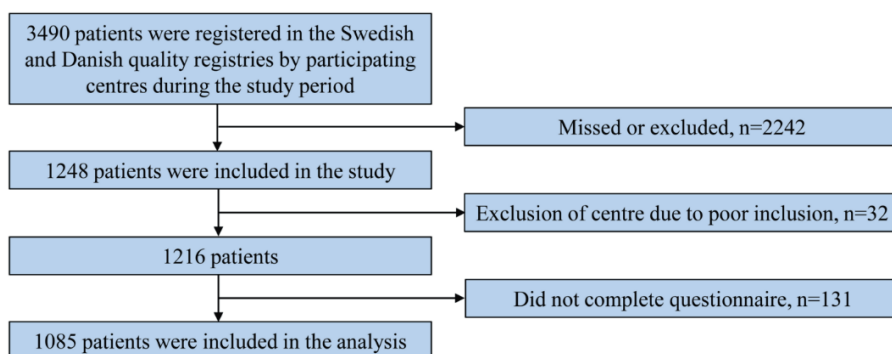 3490 patients were registered in the Swedish
and Danish quality registries by participating
centres during the study period
Missed or excluded, n=2242
1248 patients were included in the study
Exclusion of centre due to poor inclusion, n=32
1216 patients
Did not complete questionnaire, n=131
1085 patients were included in the analysis